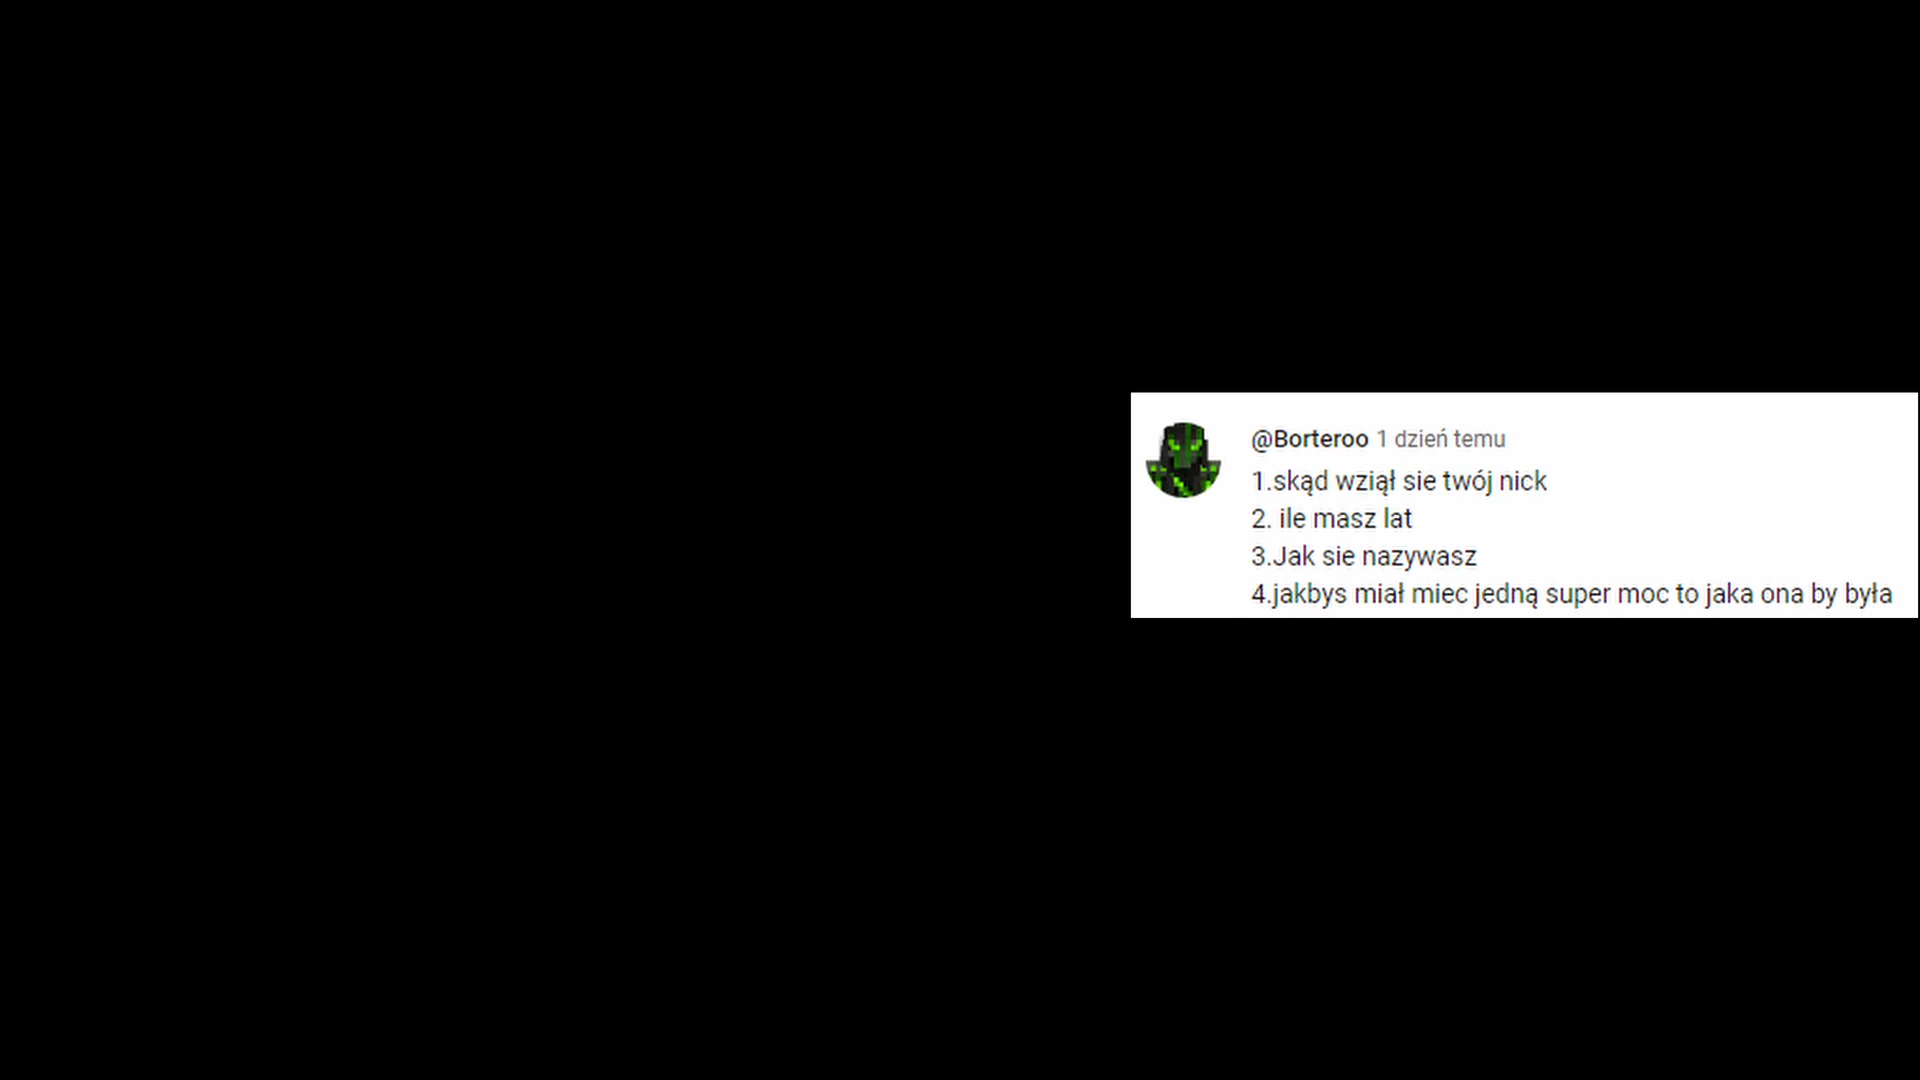 @Borteroo 1 dzień temu
1.skąd wziął sie twój nick
2. ile masz lat
3.Jak sie nazywasz
4.jakbys miał miec jedną super moc to jaka ona by była